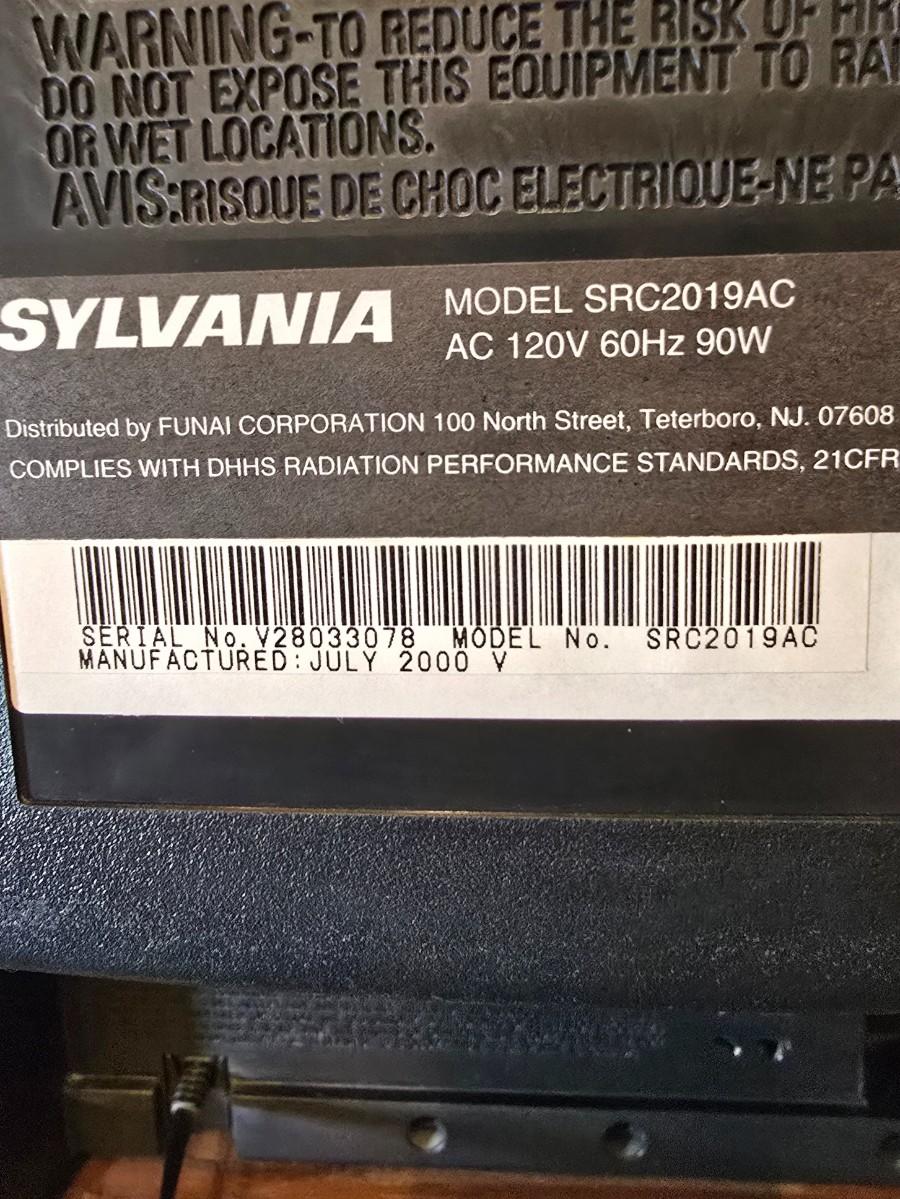 WARNING-TO REDUCE THE RISK OF
DO NOT EXPOSE THIS EQUIPMENT TO
OR WET LOCATIONS.
AVIS:RISQUE DE CHOC ELECTRIQUE-NE
SYLVANIA
MODEL SRC2019AC
AC 120V 60Hz 90W
Distributed by FUNAI CORPORATION 100 North Street, Teterboro, NJ. 07608
COMPLIES WITH DHHS RADIATION PERFORMANCE STANDARDS, 21CFR
SERIAL No. V28033078 MODEL No. SRC2019AC
MANUFACTURED: JULY 2000 V